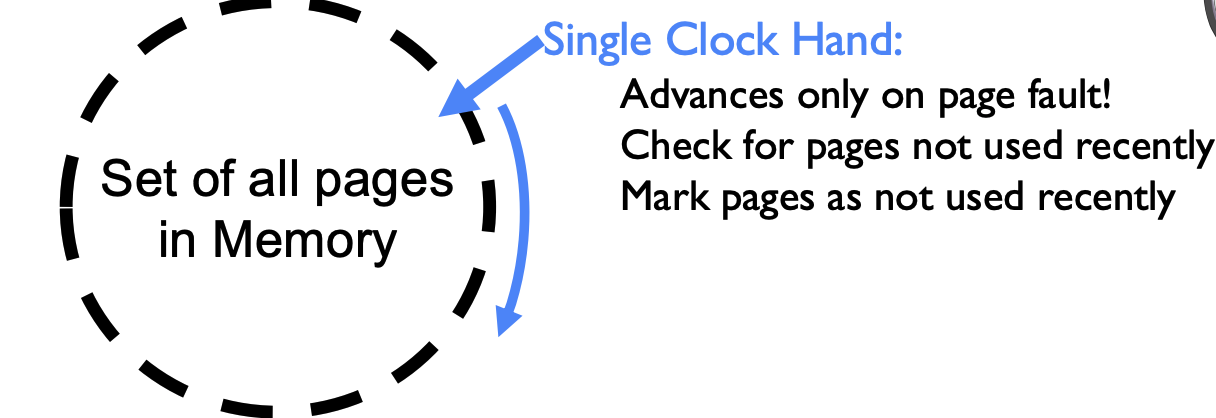 Single Clock Hand:
Advances only on page fault!
Check for pages not used recently
Mark pages as not used recently
Set of all pages
in Memory